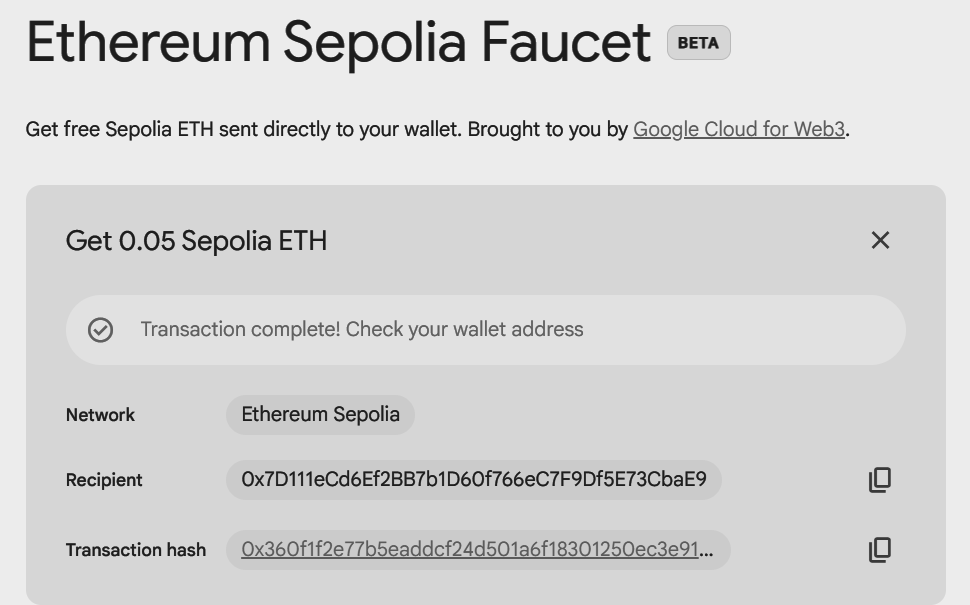 Ethereum Sepolia Faucet BETA
Get free Sepolia ETH sent directly to your wallet. Brought to you by Google Cloud for Web3.
Get 0.05 Sepolia ETH
Transaction complete! Check your wallet address
Network Ethereum Sepolia
Recipient 0x7D111eCd6Ef2BB7b1D60f766eC7F9Df5E73CbaE9
Transaction hash 0x360f1f2e77b5eaddcf24d501a6f18301250ec3e91...